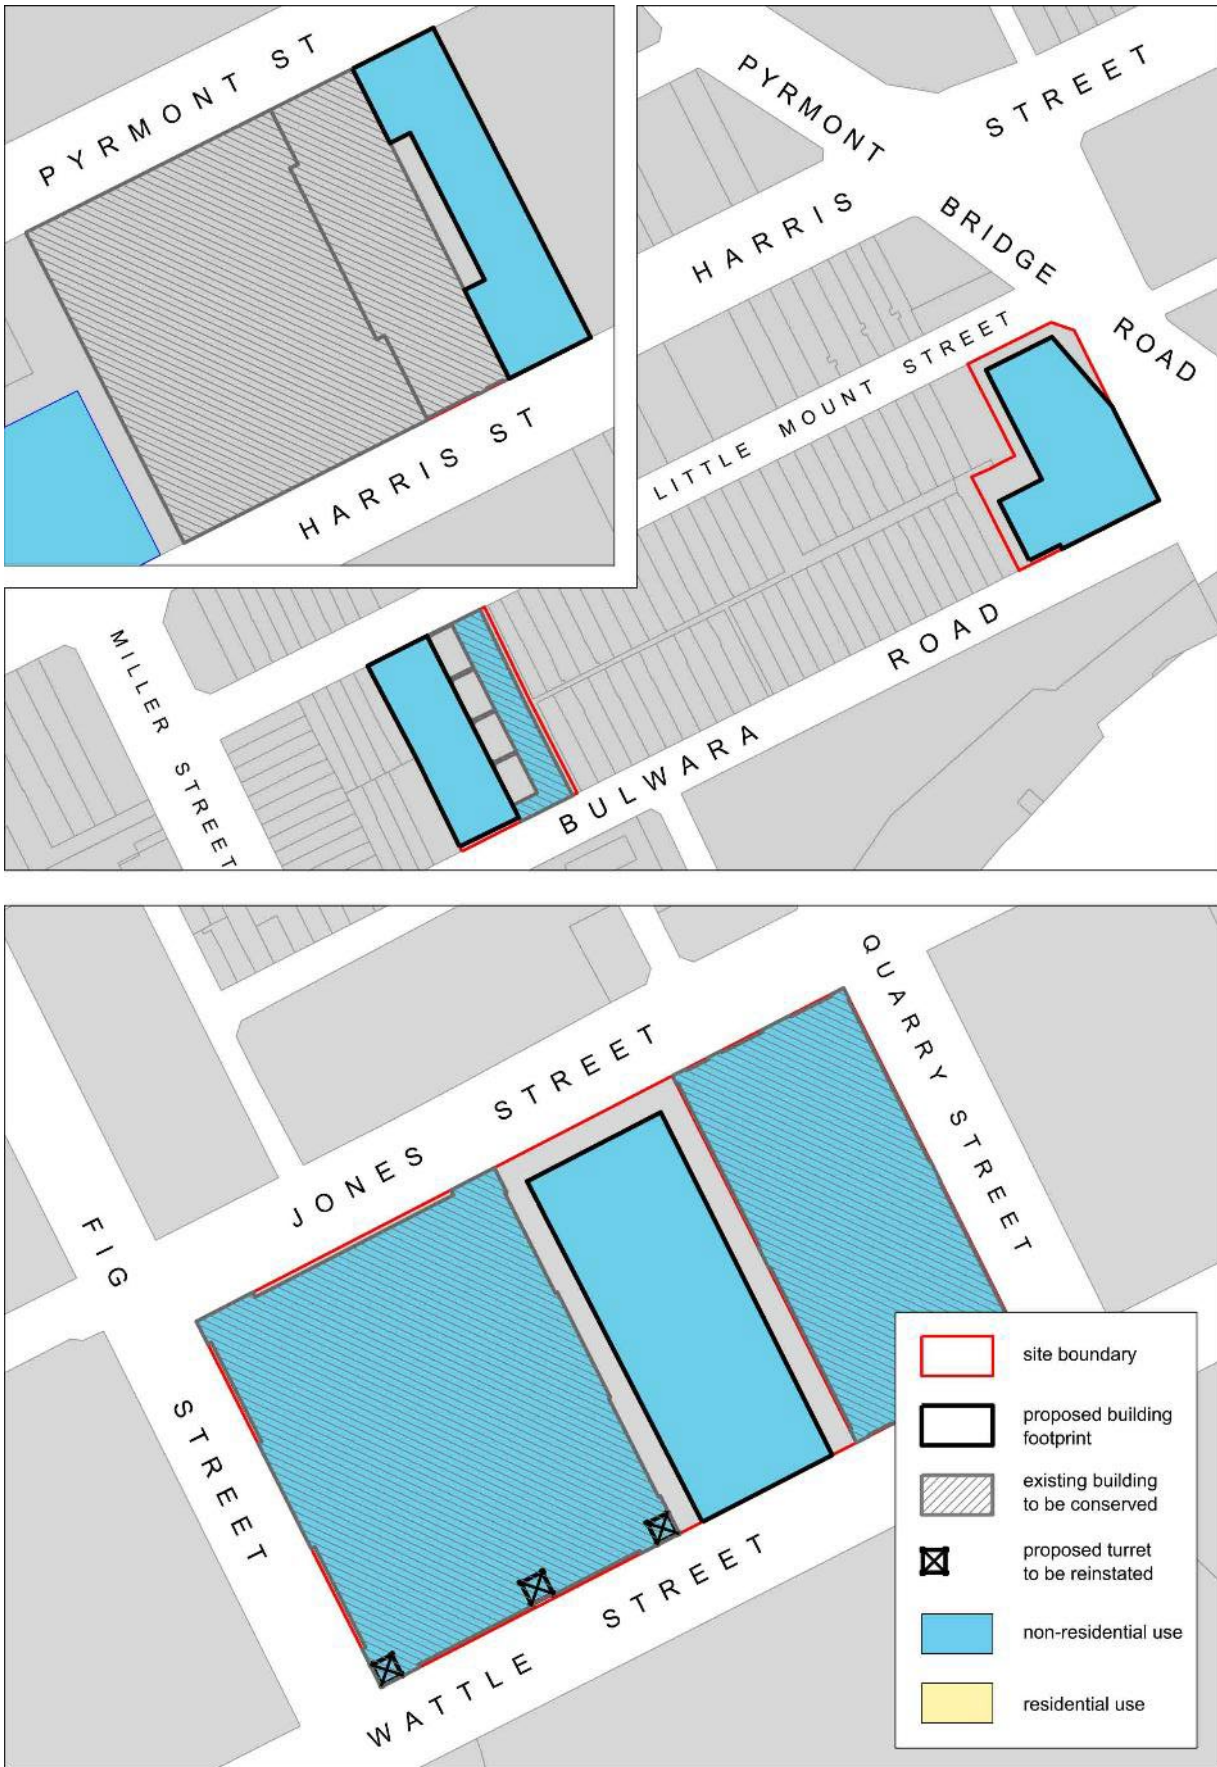 PYRMONT ST
HARRIS ST
PYRMONT
BRIDGE
ROAD
HARRIS STREET
LITTLE MOUNT STREET
BULWARA ROAD
MILLER STREET
QUARRY STREET
JONES STREET
FIG STREET
WATTLE STREET
site boundary
proposed building
footprint
existing building
to be conserved
proposed turret
to be reinstated
non-residential use
residential use